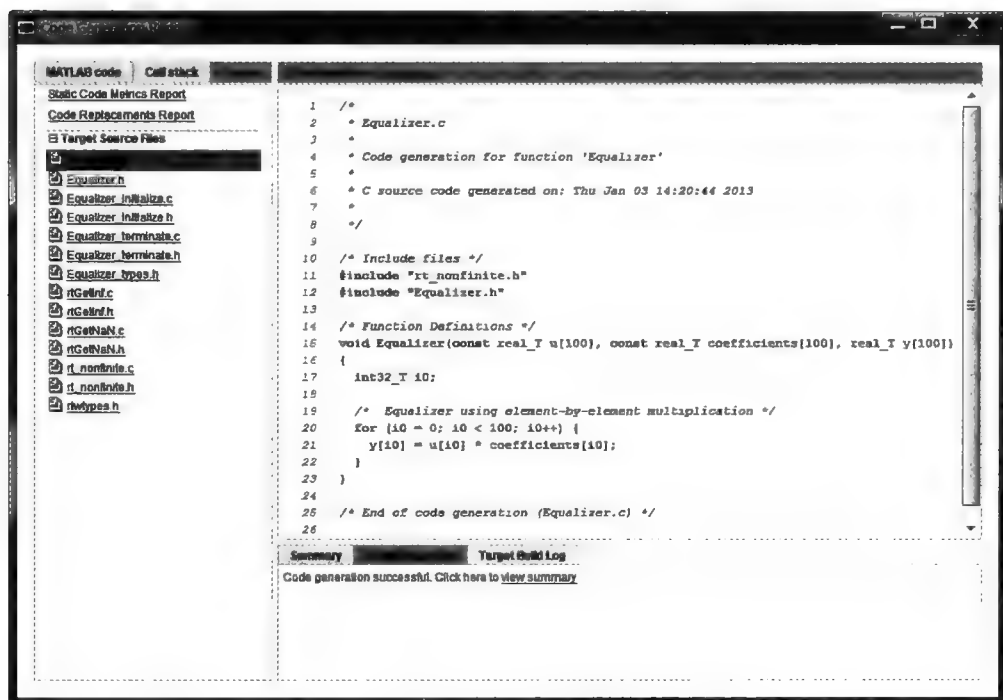 MATLAB code Call stack
Static Code Metrics Report
Code Replacements Report
Target Source Files
Equalizer.h
Equalizer_initialize.c
Equalizer_initialize.h
Equalizer_terminate.c
Equalizer_terminate.h
Equalizer_types.h
rtGetInf.c
rtGetInf.h
rtGetNaN.c
rtGetNaN.h
rt_nonfinite.c
rt_nonfinite.h
rtwtypes.h
1 /*
2 * Equalizer.c
3 *
4 * Code generation for function 'Equalizer'
5 *
6 * C source code generated on: Thu Jan 03 14:20:44 2013
7 *
8 */
9
10 /* Include files */
11 #include "rt_nonfinite.h"
12 #include "Equalizer.h"
13
14 /* Function Definitions */
15 void Equalizer(const real_T u[100], const real_T coefficients[100], real_T y[100])
16 {
17 int32_T i0;
18
19 /* Equalizer using element-by-element multiplication */
20 for (i0 = 0; i0 < 100; i0++) {
21 y[i0] = u[i0] * coefficients[i0];
22 }
23 }
24
25 /* End of code generation (Equalizer.c) */
26
Summary Target Build Log
Code generation successful. Click here to view summary